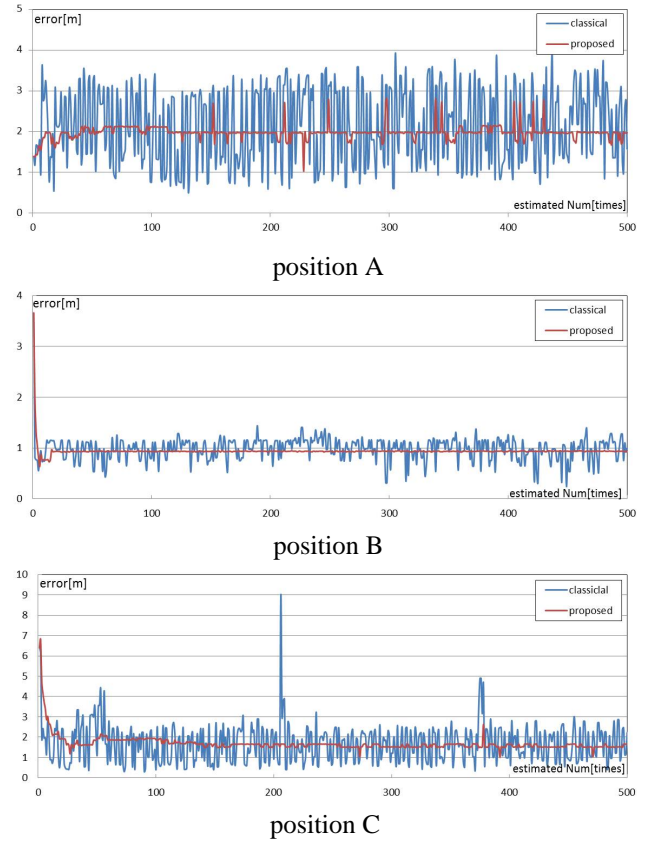 error[m]
5
4
3
2
1
0
classical
proposed
estimated Num[times]
0 100 200 300 400 500
position A
error[m]
4
3
2
1
0
classical
proposed
.estimated Num[times]
0 100 200 300 400 500
position B
error[m]
10
9
8
7
6
5
4
3
2
1
0
classiclal
proposed
estimated Num[times]
0 100 200 300 400 500
position C